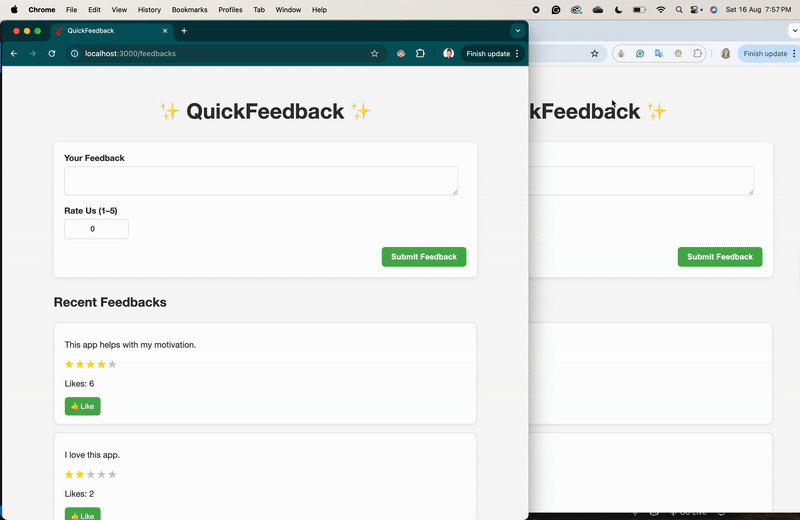 Chrome File Edit View History Bookmarks Profiles Tab Window Help Sat 16 Aug 7:57 PM
QuickFeedback
localhost:3000/feedbacks
Finish update
Finish update
✨ QuickFeedback ✨
kFeedback ✨
Your Feedback
Rate Us (1–5)
0
Submit Feedback
Submit Feedback
Recent Feedbacks
This app helps with my motivation.
Likes: 6
👍 Like
I love this app.
Likes: 2
👍 Like
Go Live